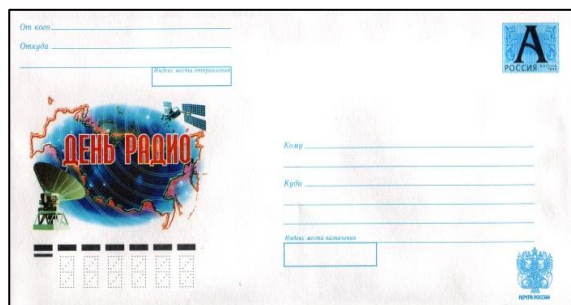 От кого
Откуда
Индекс места отправления
А
РОССИЯ
ДЕНЬ РАДИО
Кому
Куда
Индекс места назначения
ПОЧТА РОССИИ